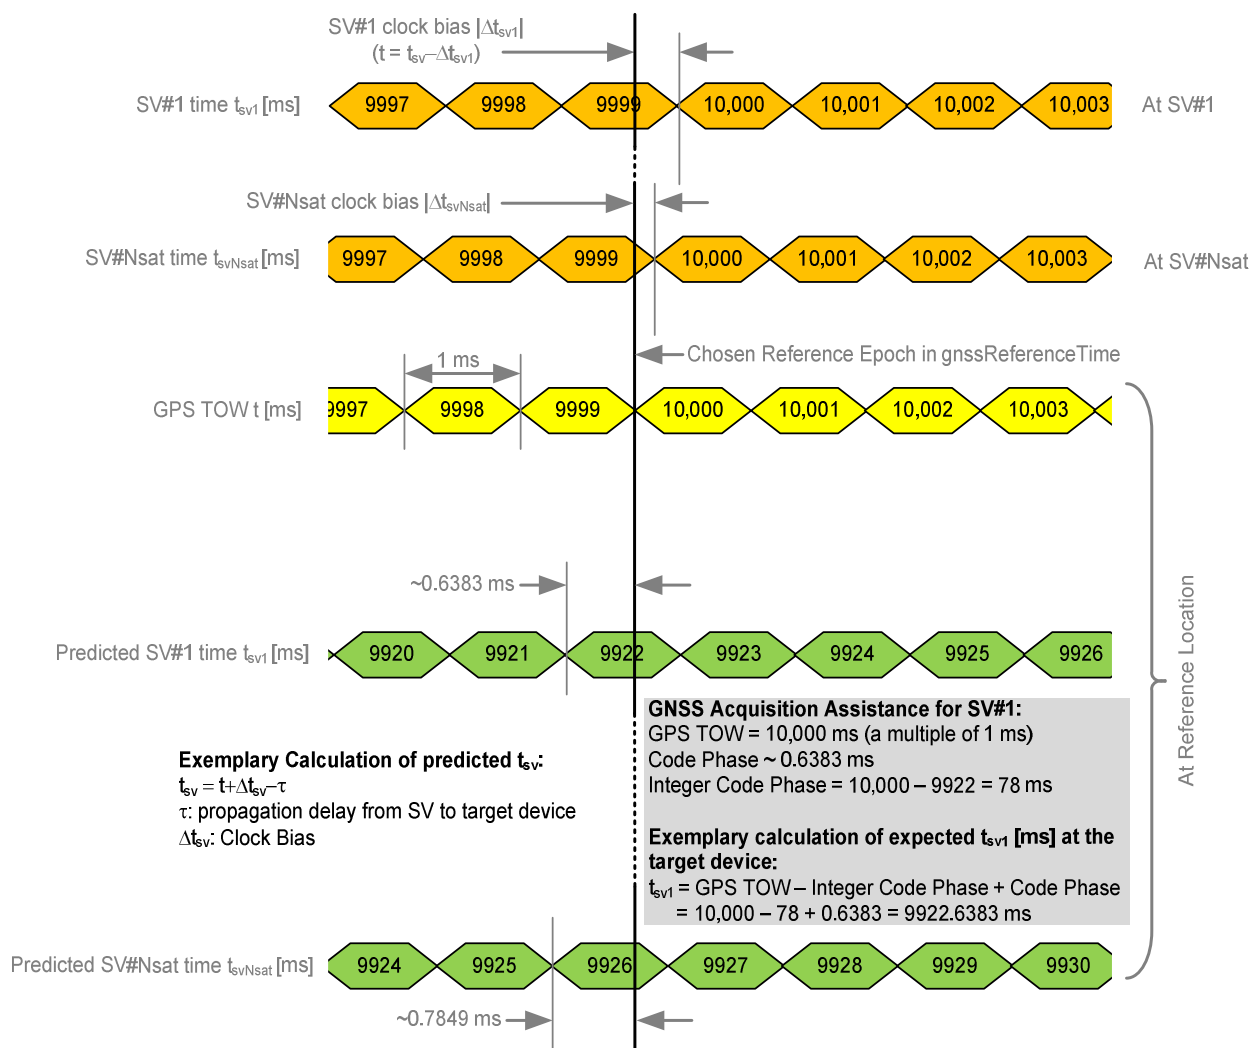 SV#1 clock bias |Δtsv1|
(t = tsv–Δtsv1)
SV#1 time tsv1 [ms]
9997 9998 9999 10,000 10,001 10,002 10,003
At SV#1
SV#Nsat clock bias |ΔtsvNsat|
SV#Nsat time tsvNsat [ms]
9997 9998 9999 10,000 10,001 10,002 10,003
At SV#Nsat
Chosen Reference Epoch in gnssReferenceTime
1 ms
GPS TOW t [ms]
9997 9998 9999 10,000 10,001 10,002 10,003
~0.6383 ms
Predicted SV#1 time tsv1 [ms]
9920 9921 9922 9923 9924 9925 9926
At Reference Location
GNSS Acquisition Assistance for SV#1:
GPS TOW = 10,000 ms (a multiple of 1 ms)
Code Phase ~ 0.6383 ms
Integer Code Phase = 10,000 – 9922 = 78 ms
Exemplary calculation of expected tsv1 [ms] at the
target device:
tsv1 = GPS TOW – Integer Code Phase + Code Phase
= 10,000 – 78 + 0.6383 = 9922.6383 ms
Exemplary Calculation of predicted tsv:
tsv = t+Δtsv–τ
τ: propagation delay from SV to target device
Δtsv: Clock Bias
Predicted SV#Nsat time tsvNsat [ms]
9924 9925 9926 9927 9928 9929 9930
~0.7849 ms